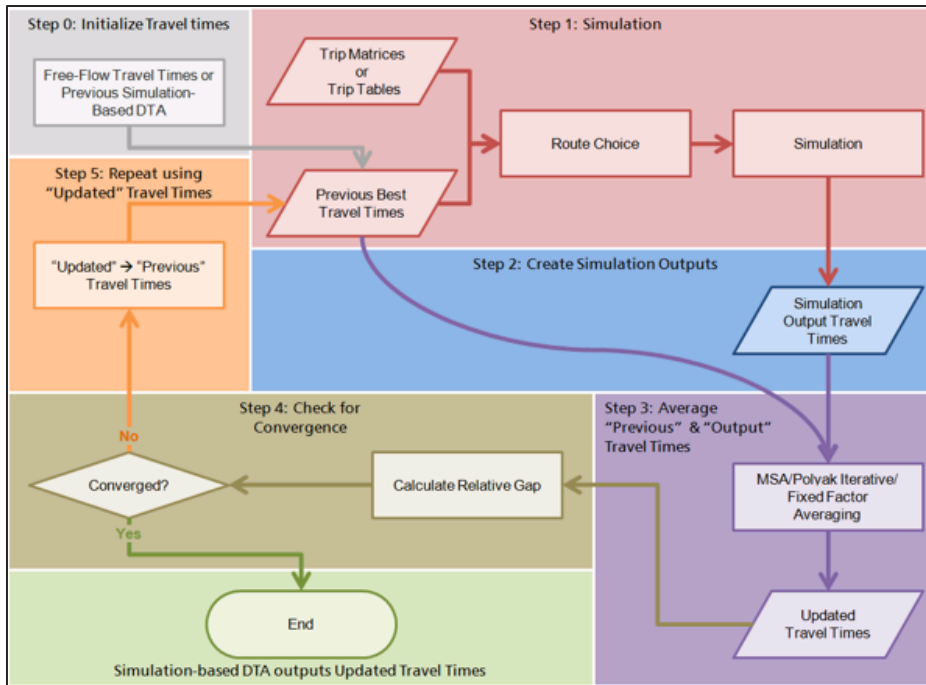 Step 0: Initialize Travel times
Free-Flow Travel Times or
Previous Simulation-
Based DTA
Step 1: Simulation
Trip Matrices
or
Trip Tables
Route Choice
Simulation
Previous Best
Travel Times
Step 5: Repeat using
“Updated” Travel Times
“Updated” → “Previous”
Travel Times
Step 2: Create Simulation Outputs
Simulation
Output Travel
Times
Step 3: Average
“Previous” & “Output”
Travel Times
MSA/Polyak Iterative/
Fixed Factor
Averaging
Updated
Travel Times
Step 4: Check for
Convergence
Calculate Relative Gap
Converged?
No
Yes
End
Simulation-based DTA outputs Updated Travel Times